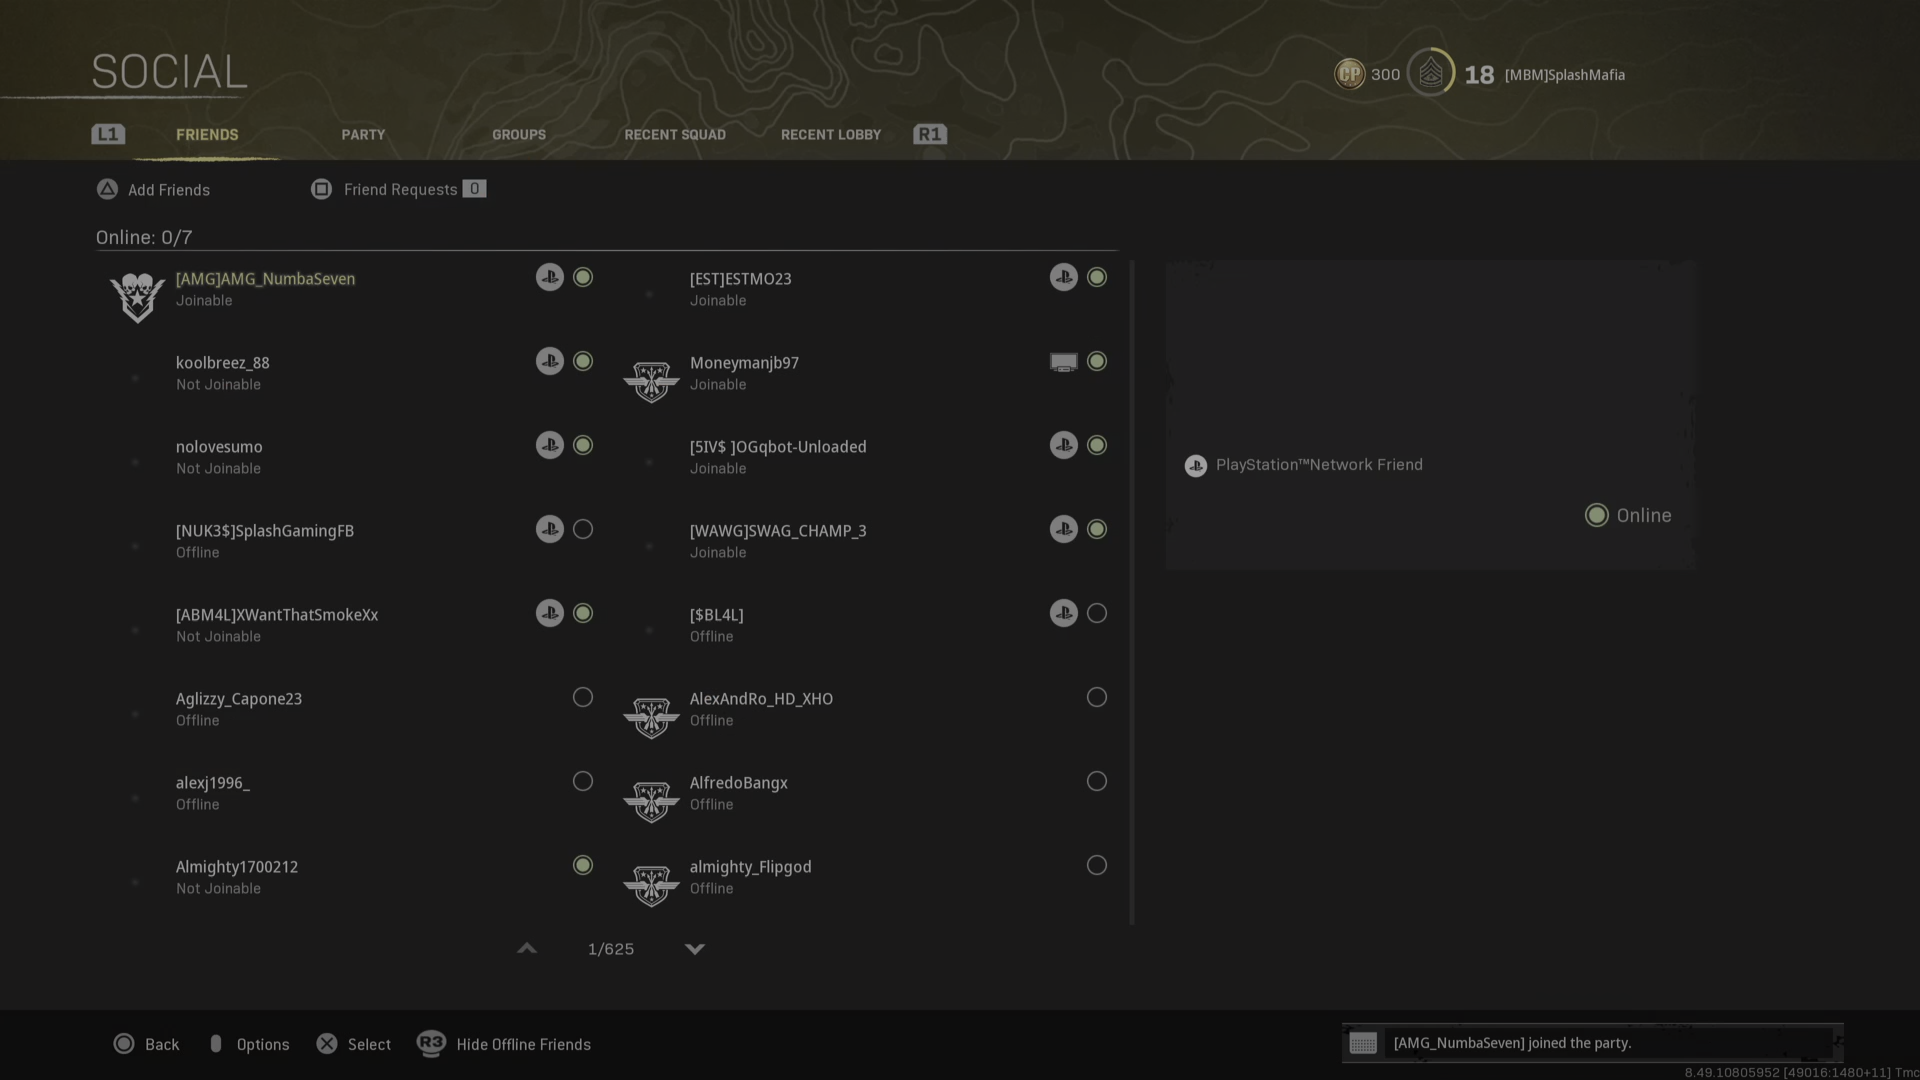 SOCIAL
CP 300 18 [MBM]SplashMafia
L1 FRIENDS PARTY GROUPS RECENT SQUAD RECENT LOBBY R1
Add Friends Friend Requests 0
Online: 0/7
[AMG]AMG_NumbaSeven
Joinable
[EST]ESTMO23
Joinable
koolbreez_88
Not Joinable
Moneymanjb97
Joinable
nolovesumo
Not Joinable
[5IV$ ]OGqbot-Unloaded
Joinable
[NUK3$]SplashGamingFB
Offline
[WAWG]SWAG_CHAMP_3
Joinable
[ABM4L]XWantThatSmokeXx
Not Joinable
[$BL4L]
Offline
Aglizzy_Capone23
Offline
AlexAndRo_HD_XHO
Offline
alexj1996_
Offline
AlfredoBangx
Offline
Almighty1700212
Not Joinable
almighty_Flipgod
Offline
1/625
PlayStation™Network Friend
Online
Back Options Select R3 Hide Offline Friends
[AMG_NumbaSeven] joined the party.
8.49.10805952 [49016:1480+11] Tmc